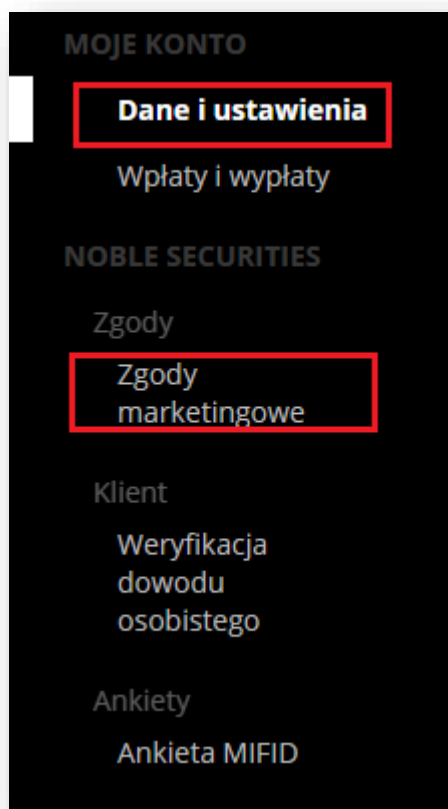 MOJE KONTO
Dane i ustawienia
Wpłaty i wypłaty
NOBLE SECURITIES
Zgody
Zgody
marketingowe
Klient
Weryfikacja
dowodu
osobistego
Ankiety
Ankieta MIFID